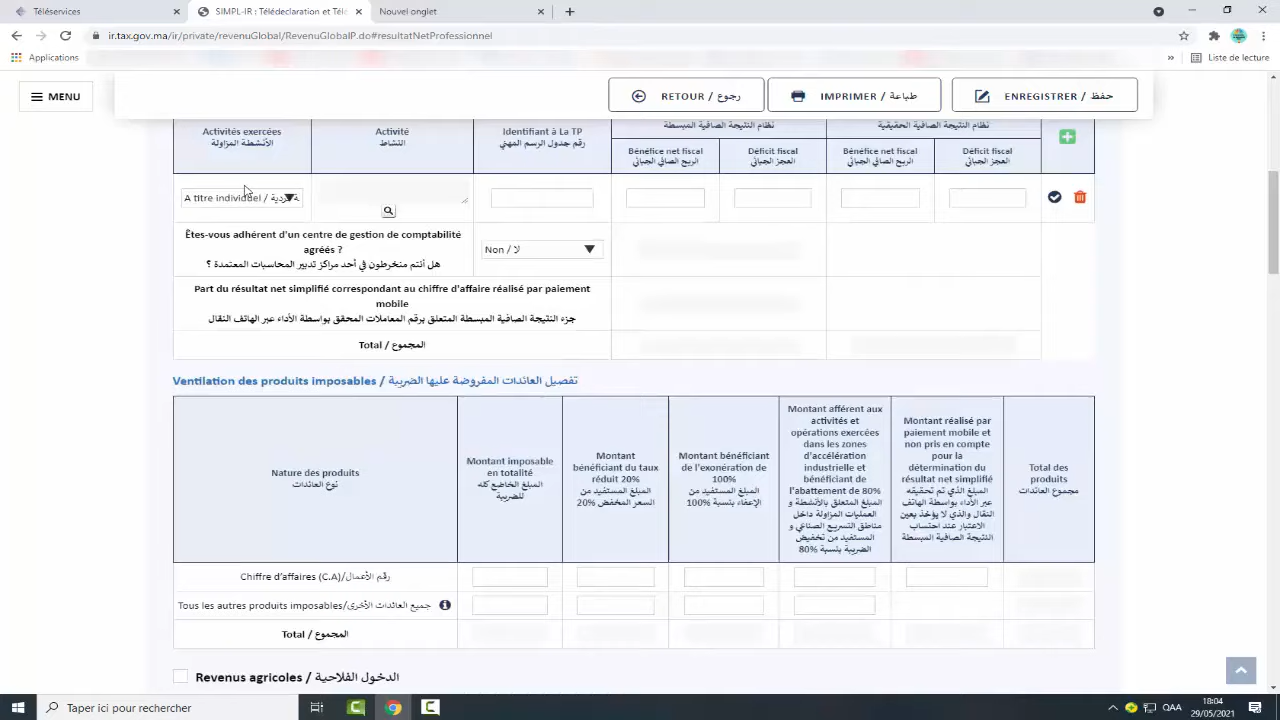 Téléservices
SIMPL-IR : Télédeclaration et Télé
Nouvel onglet
ir.tax.gov.ma/ir/private/revenuGlobal/RevenuGlobalP.do#resultatNetProfessionnel
Applications
Liste de lecture
MENU
RETOUR / رجوع
IMPRIMER / طباعة
ENREGISTRER / حفظ
Activités exercées
الأنشطة المزاولة
Activité
النشاط
Identifiant à La TP
رقم جدول الرسم المهني
نظام النتيجة الصافية المبسطة
نظام النتيجة الصافية الحقيقية
Bénéfice net fiscal
الربح الصافي الجبائي
Déficit fiscal
العجز الجبائي
Bénéfice net fiscal
الربح الصافي الجبائي
Déficit fiscal
العجز الجبائي
A titre individuel /
Êtes-vous adhérent d'un centre de gestion de comptabilité
agréés ?
هل أنتم منخرطون في أحد مراكز تدبير المحاسبات المعتمدة ؟
Non / لا
Part du résultat net simplifié correspondant au chiffre d'affaire réalisé par paiement
mobile
جزء النتيجة الصافية المبسطة المتعلق برقم المعاملات المحقق بواسطة الأداء عبر الهاتف النقال
Total / المجموع
Ventilation des produits imposables / تفصيل العائدات المفروضة عليها الضريبة
Nature des produits
نوع العائدات
Montant imposable
en totalité
المبلغ الخاضع كله
للضريبة
Montant
bénéficiant du taux
réduit 20%
المبلغ المستفيد من
السعر المخفض 20%
Montant bénéficiant
de l'exonération de
100%
المبلغ المستفيد من
الإعفاء بنسبة 100%
Montant afférent aux
activités et
opérations exercées
dans les zones
d'accélération
industrielle et
bénéficiant de
l'abattement de 80%
المبلغ المتعلق بالأنشطة و
العمليات المزاولة داخل
مناطق التسريع الصناعي و
المستفيد من تخفيض
الضريبة بنسبة 80%
Montant réalisé par
paiement mobile et
non pris en compte
pour la
détermination du
résultat net simplifié
المبلغ الذي تم تحقيقه
عبر الأداء بواسطة الهاتف
النقال والذي لا يؤخذ بعين
الاعتبار عند احتساب
النتيجة الصافية المبسطة
Total des
produits
مجموع العائدات
Chiffre d'affaires (C.A)/رقم الأعمال
Tous les autres produits imposables/جميع العائدات الأخرى
Total / المجموع
Revenus agricoles / الدخول الفلاحية
Taper ici pour rechercher
QAA
18:04
29/05/2021